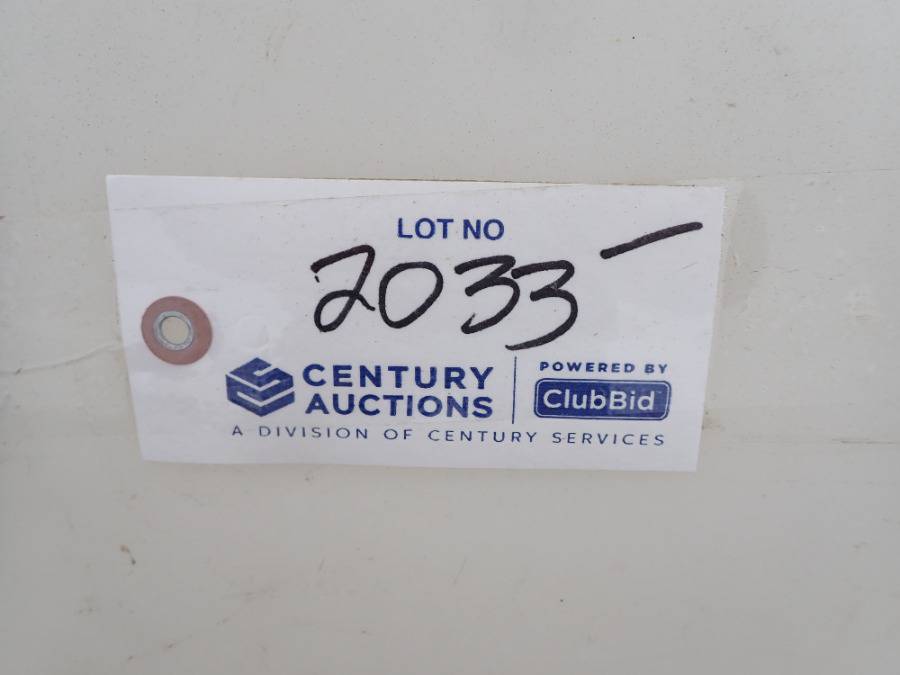 LOT NO
2033-
CENTURY AUCTIONS
POWERED BY
ClubBid
A DIVISION OF CENTURY SERVICES